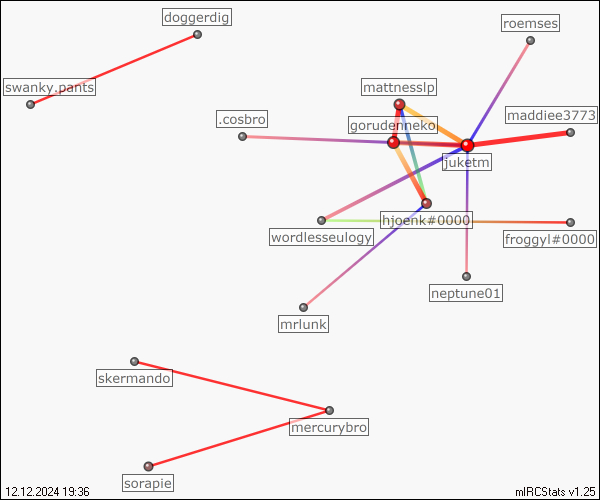 doggerdig
roemses
swanky.pants
mattnesslp
.cosbro
gorudenneko
maddiee3773
juketm
hjoenk#0000
wordlesseulogy
froggyl#0000
neptune01
mrlunk
skermando
mercurybro
sorapie
12.12.2024 19:36
mIRCStats v1.25